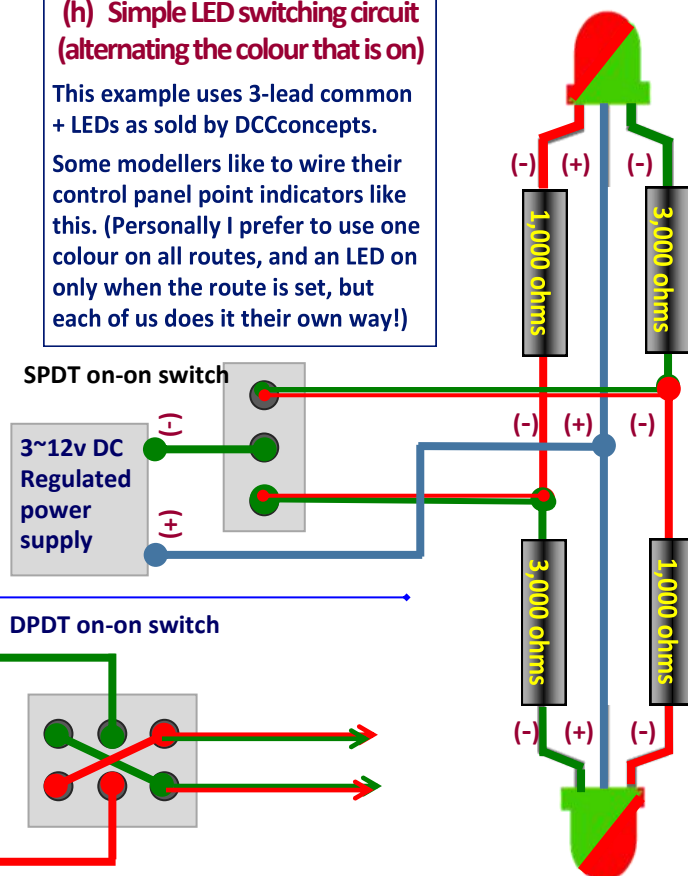 (h) Simple LED switching circuit
(alternating the colour that is on)
This example uses 3-lead common
+ LEDs as sold by DCCconcepts.
Some modellers like to wire their
control panel point indicators like
this. (Personally I prefer to use one
colour on all routes, and an LED on
only when the route is set, but
each of us does it their own way!)
(-) (+) (-)
1,000 ohms
3,000 ohms
SPDT on-on switch
(-)
3~12v DC
Regulated
power
supply
(+)
(-) (+) (-)
3,000 ohms
1,000 ohms
DPDT on-on switch
(-) (+) (-)